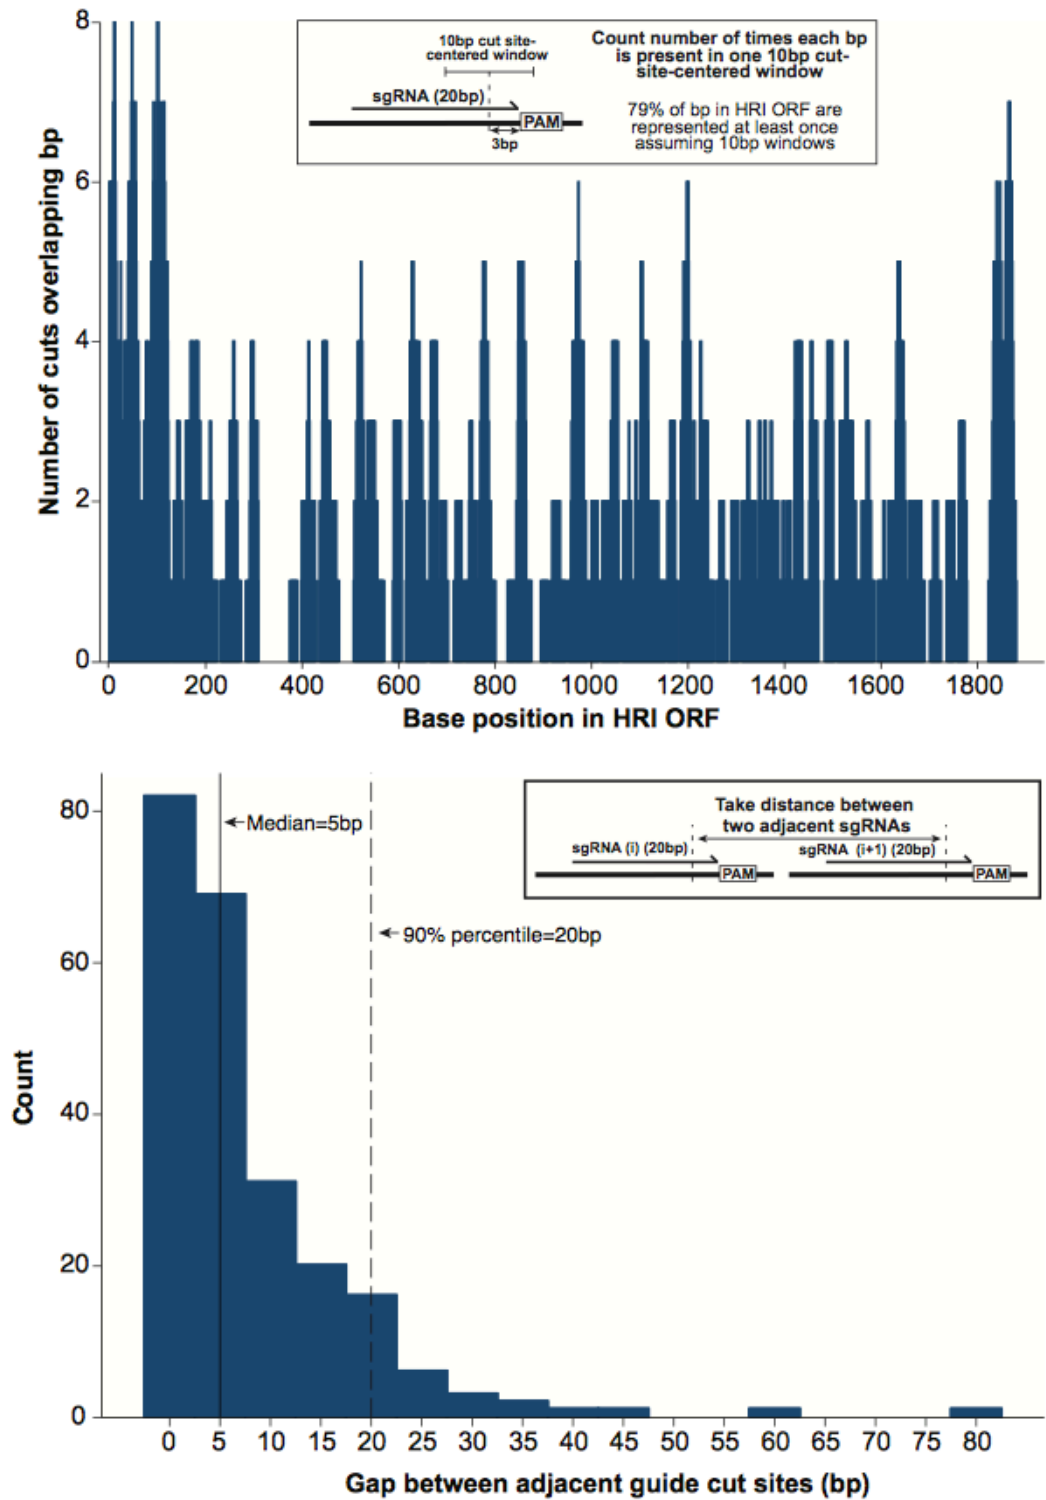 8
6
4
2
0
Number of cuts overlapping bp
10bp cut site-
centered window
sgRNA (20bp)
PAM
3bp
Count number of times each bp
is present in one 10bp cut-
site-centered window
79% of bp in HRI ORF are
represented at least once
assuming 10bp windows
0 200 400 600 800 1000 1200 1400 1600 1800
Base position in HRI ORF
80
60
40
20
0
Count
Median=5bp
90% percentile=20bp
Take distance between
two adjacent sgRNAs
sgRNA (i) (20bp) sgRNA (i+1) (20bp)
PAM PAM
0 5 10 15 20 25 30 35 40 45 50 55 60 65 70 75 80
Gap between adjacent guide cut sites (bp)